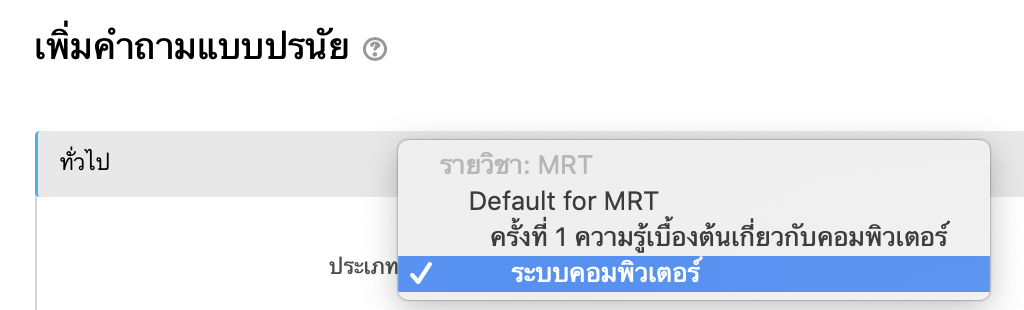 เพิ่มคำถามแบบปรนัย ?
ทั่วไป
รายวิชา: MRT
Default for MRT
ครั้งที่ 1 ความรู้เบื้องต้นเกี่ยวกับคอมพิวเตอร์
ประเภท
ระบบคอมพิวเตอร์